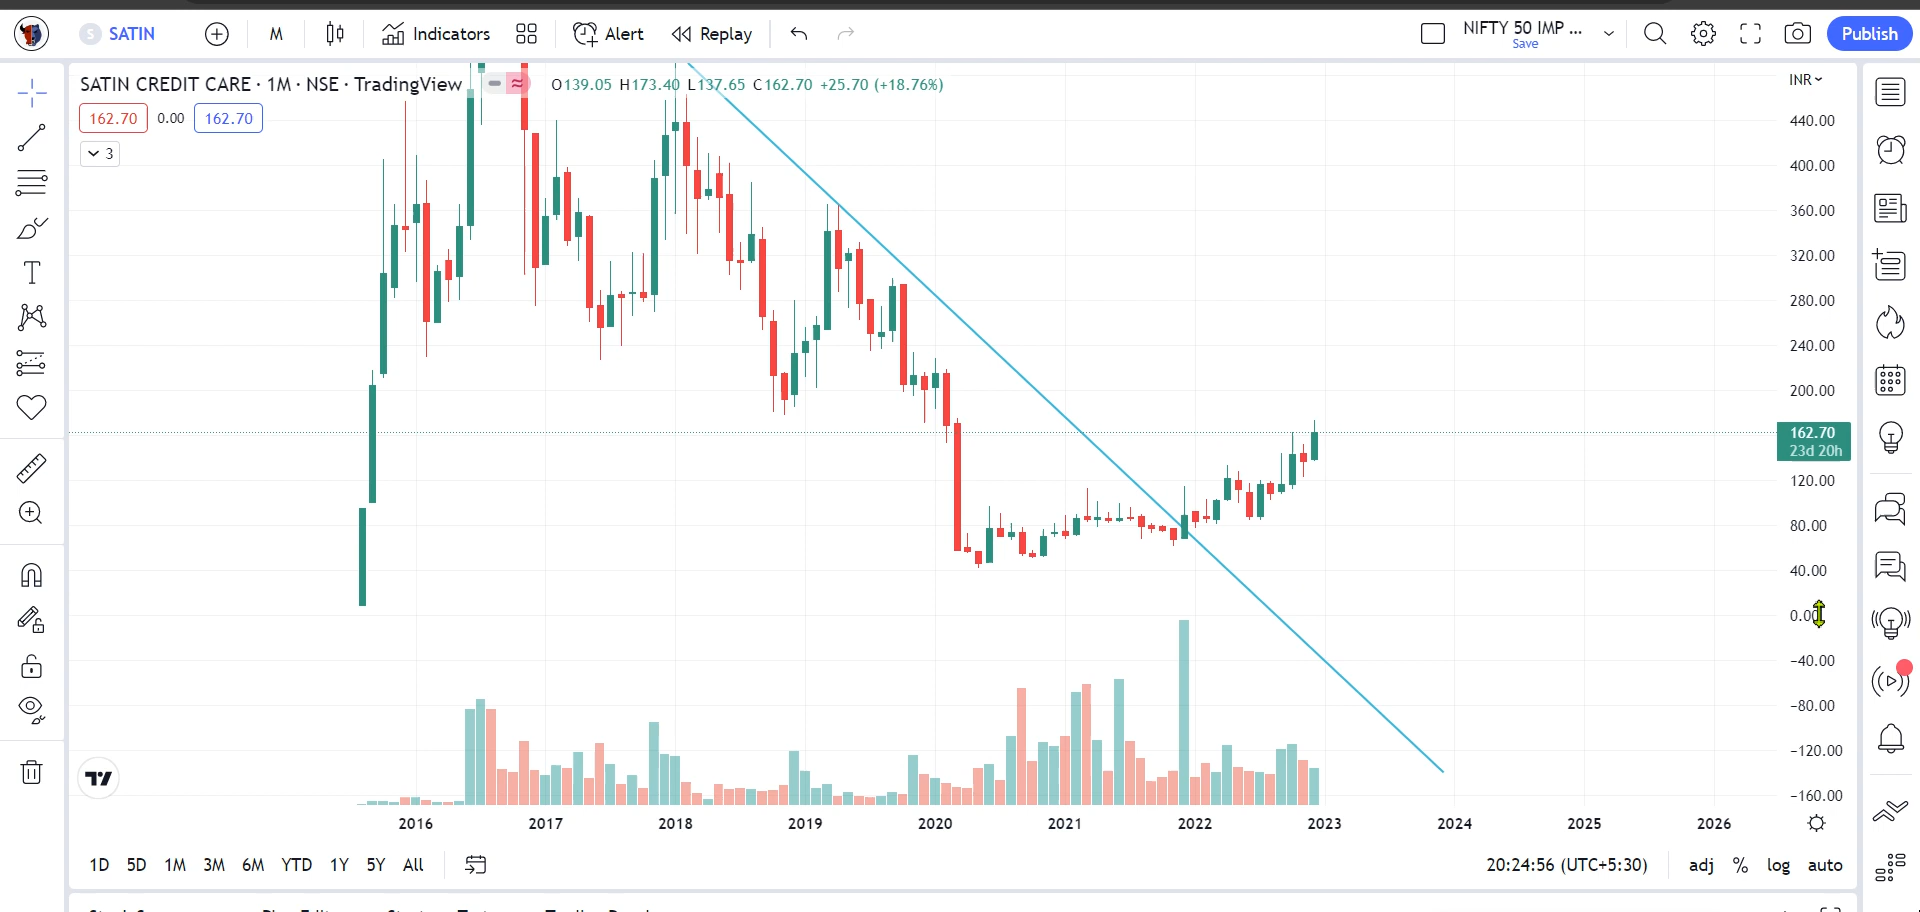 S SATIN M Indicators Alert Replay NIFTY 50 IMP ... Save Publish
SATIN CREDIT CARE · 1M · NSE · TradingView O139.05 H173.40 L137.65 C162.70 +25.70 (+18.76%)
162.70 0.00 162.70
3
INR
440.00
400.00
360.00
320.00
280.00
240.00
200.00
162.70
23d 20h
120.00
80.00
40.00
0.00
−40.00
−80.00
−120.00
−160.00
2016 2017 2018 2019 2020 2021 2022 2023 2024 2025 2026
1D 5D 1M 3M 6M YTD 1Y 5Y All 20:24:56 (UTC+5:30) adj % log auto